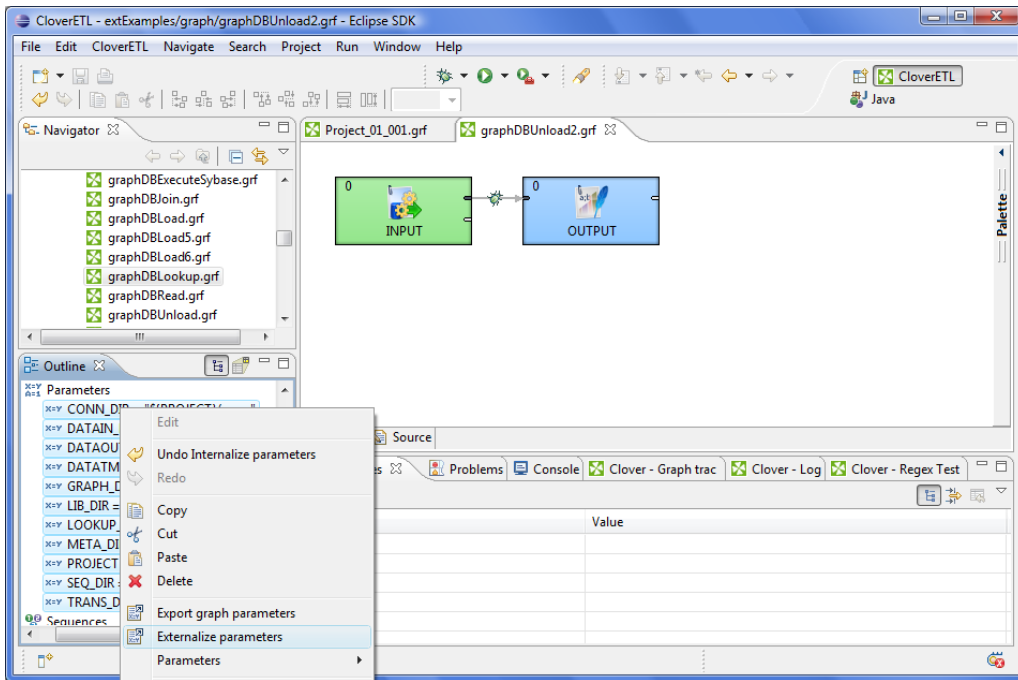 CloverETL - extExamples/graph/graphDBUnload2.grf - Eclipse SDK
File Edit CloverETL Navigate Search Project Run Window Help
CloverETL
Java
Navigator
Project_01_001.grf
graphDBUnload2.grf
graphDBExecuteSybase.grf
graphDBJoin.grf
graphDBLoad.grf
graphDBLoad5.grf
graphDBLoad6.grf
graphDBLookup.grf
graphDBRead.grf
graphDBUnload.grf
0
INPUT
0
OUTPUT
Palette
Outline
Parameters
CONN_D
DATAIN_
DATAOU
DATATM
GRAPH_D
LIB_DIR =
LOOKUP_
META_DI
PROJECT
SEQ_DIR
TRANS_D
Sequences
Edit
Undo Internalize parameters
Redo
Copy
Cut
Paste
Delete
Export graph parameters
Externalize parameters
Parameters
Source
Problems
Console
Clover - Graph trac
Clover - Log
Clover - Regex Test
Value